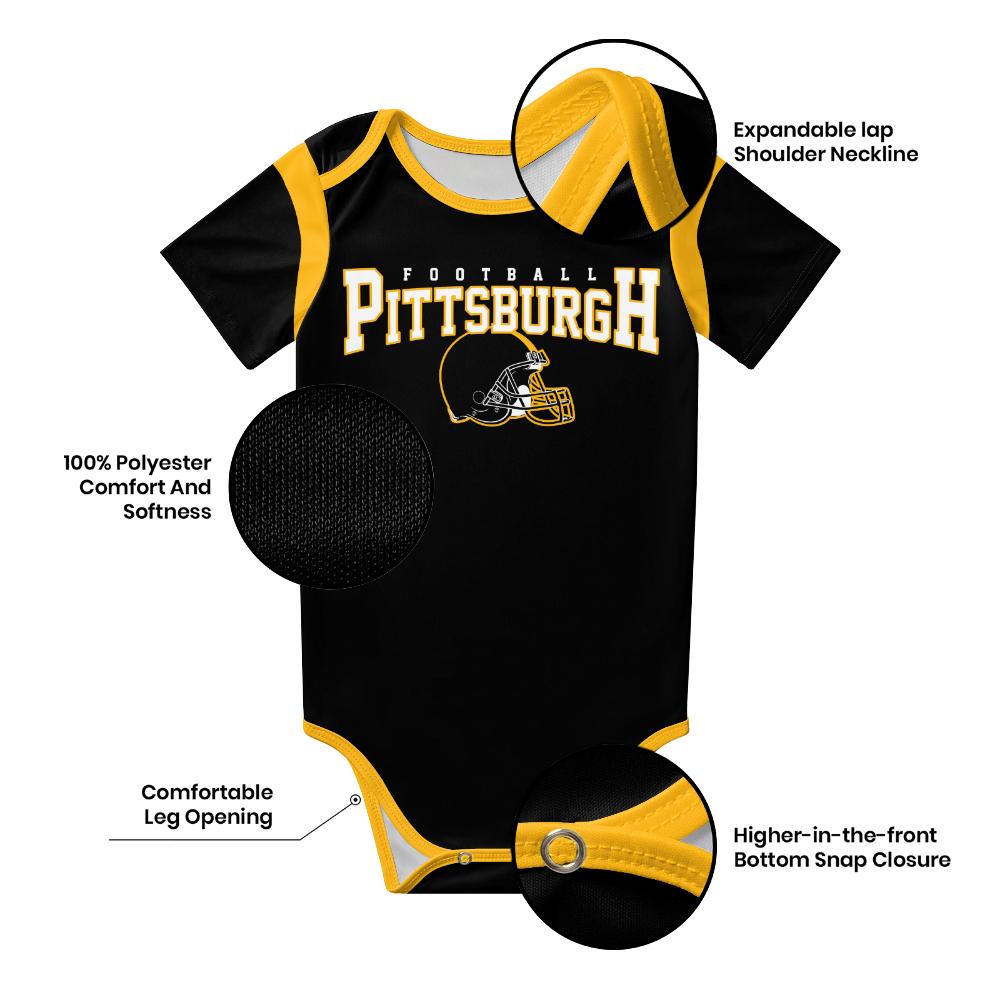 Expandable lap
Shoulder Neckline
FOOTBALL
PITTSBURGH
100% Polyester
Comfort And
Softness
Comfortable
Leg Opening
Higher-in-the-front
Bottom Snap Closure